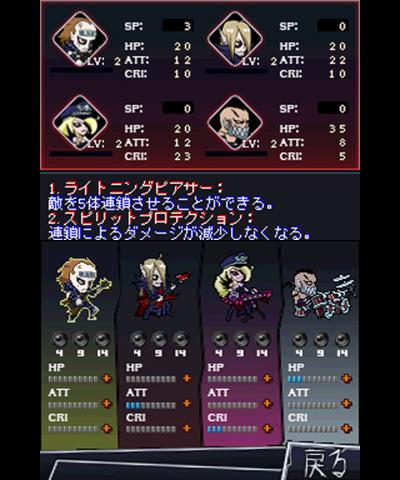 SP: 3
HP: 20
LV: 2 ATT: 12
CRI: 10
SP: 0
HP: 20
LV: 2 ATT: 22
CRI: 10
SP: 0
HP: 20
LV: 2 ATT: 12
CRI: 23
SP: 0
HP: 35
LV: 2 ATT: 8
CRI: 5
1.ライトニングピアサー:
敵を5体連鎖させることができる。
2.スピリットプロテクション:
連鎖によるダメージが減少しなくなる。
4 9 14
HP
ATT
CRI
4 9 14
HP
ATT
CRI
4 9 14
HP
ATT
CRI
4 9 14
HP
ATT
CRI
戻る